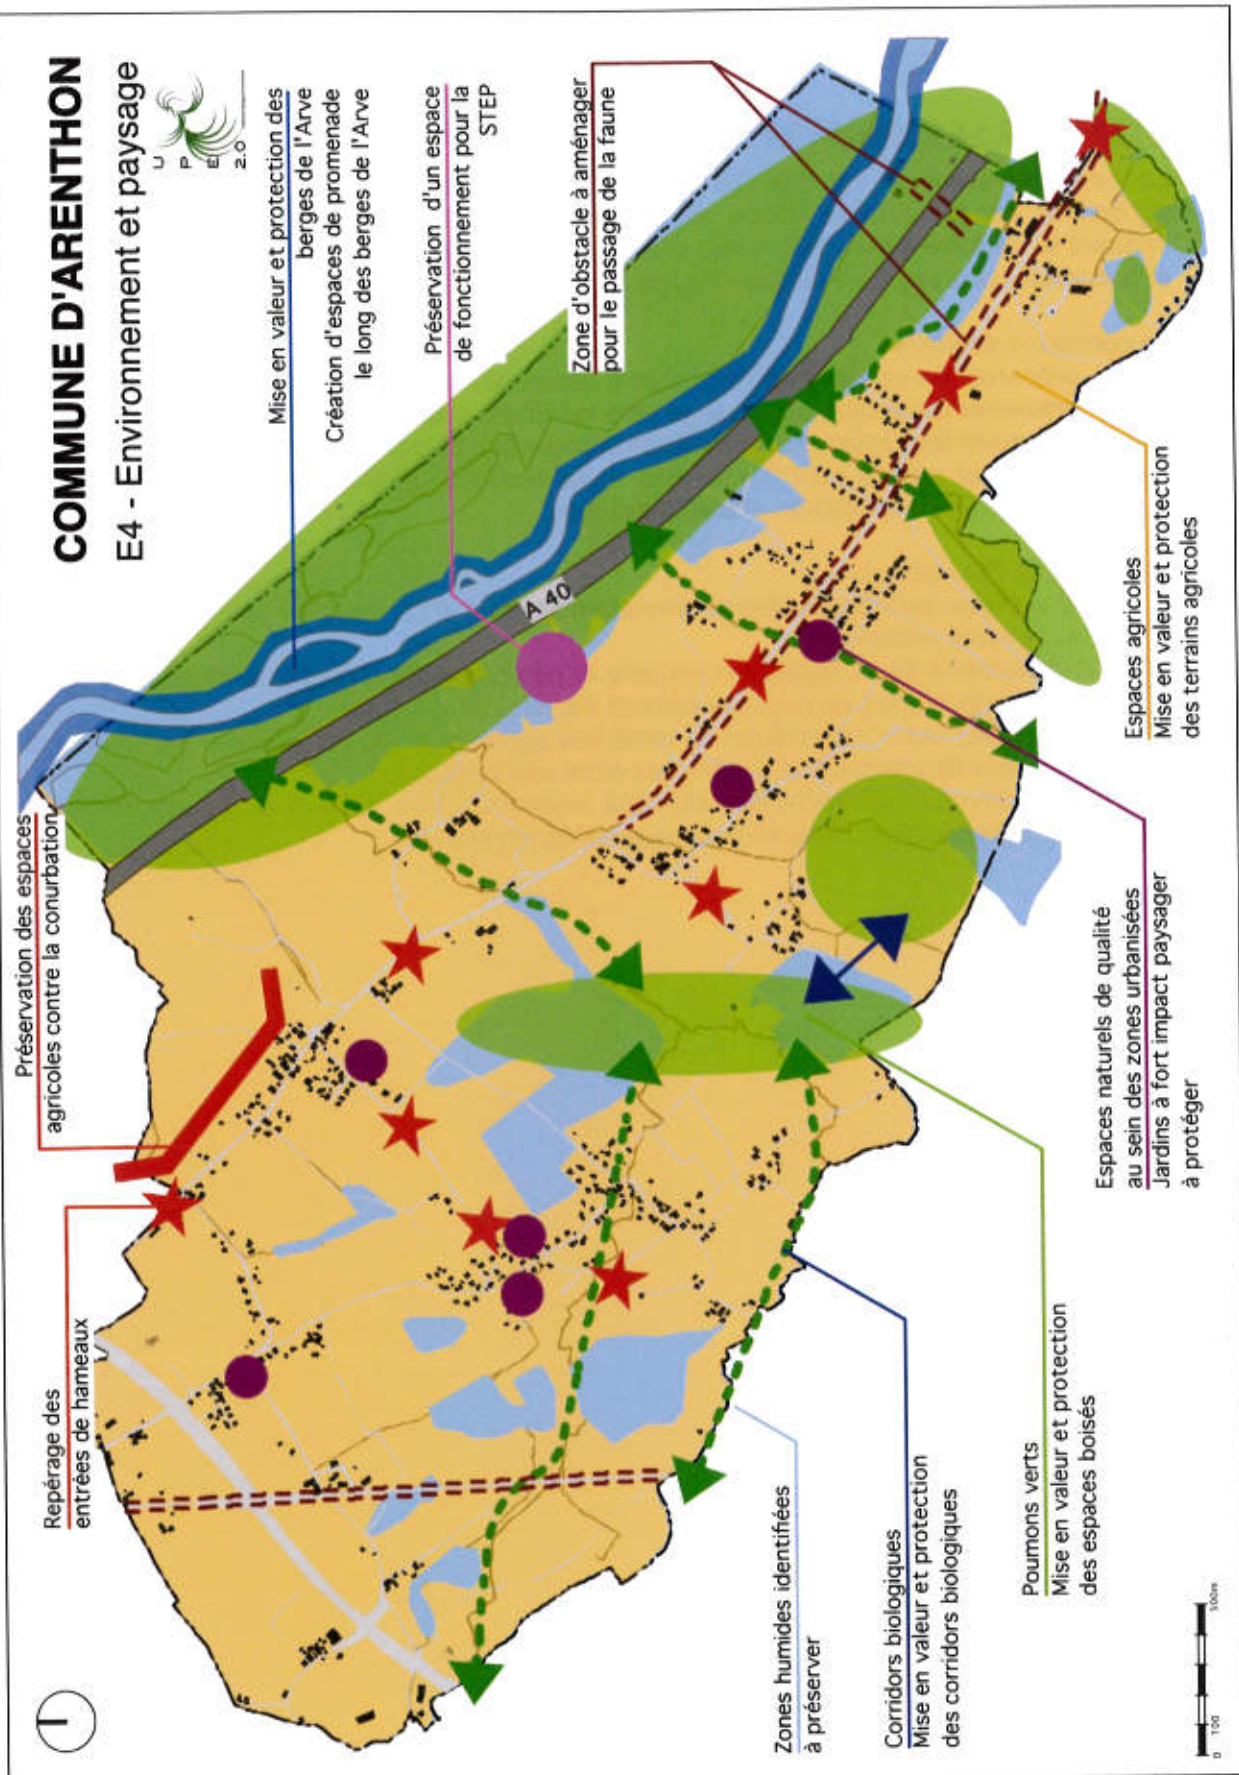 COMMUNE D'ARENTHON
E4 - Environnement et paysage
U
P
E
2.0
Mise en valeur et protection des
berges de l'Arve
Création d'espaces de promenade
le long des berges de l'Arve
Préservation d'un espace
de fonctionnement pour la
STEP
Zone d'obstacle à aménager
pour le passage de la faune
A 40
Préservation des espaces
agricoles contre la conurbation
Repérage des
entrées de hameaux
Espaces agricoles
Mise en valeur et protection
des terrains agricoles
Espaces naturels de qualité
au sein des zones urbanisées
Jardins à fort impact paysager
à protéger
Poumons verts
Mise en valeur et protection
des espaces boisés
Corridors biologiques
Mise en valeur et protection
des corridors biologiques
Zones humides identifiées
à préserver
0 100 500m